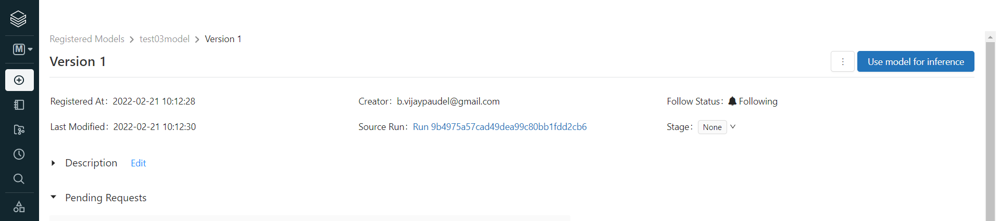 Registered Models > test03model > Version 1
M
Version 1
Use model for inference
Registered At: 2022-02-21 10:12:28
Creator: b.vijaypaudel@gmail.com
Follow Status: Following
Last Modified: 2022-02-21 10:12:30
Source Run: Run 9b4975a57cad49dea99c80bb1fdd2cb6
Stage: None
Description Edit
Pending Requests